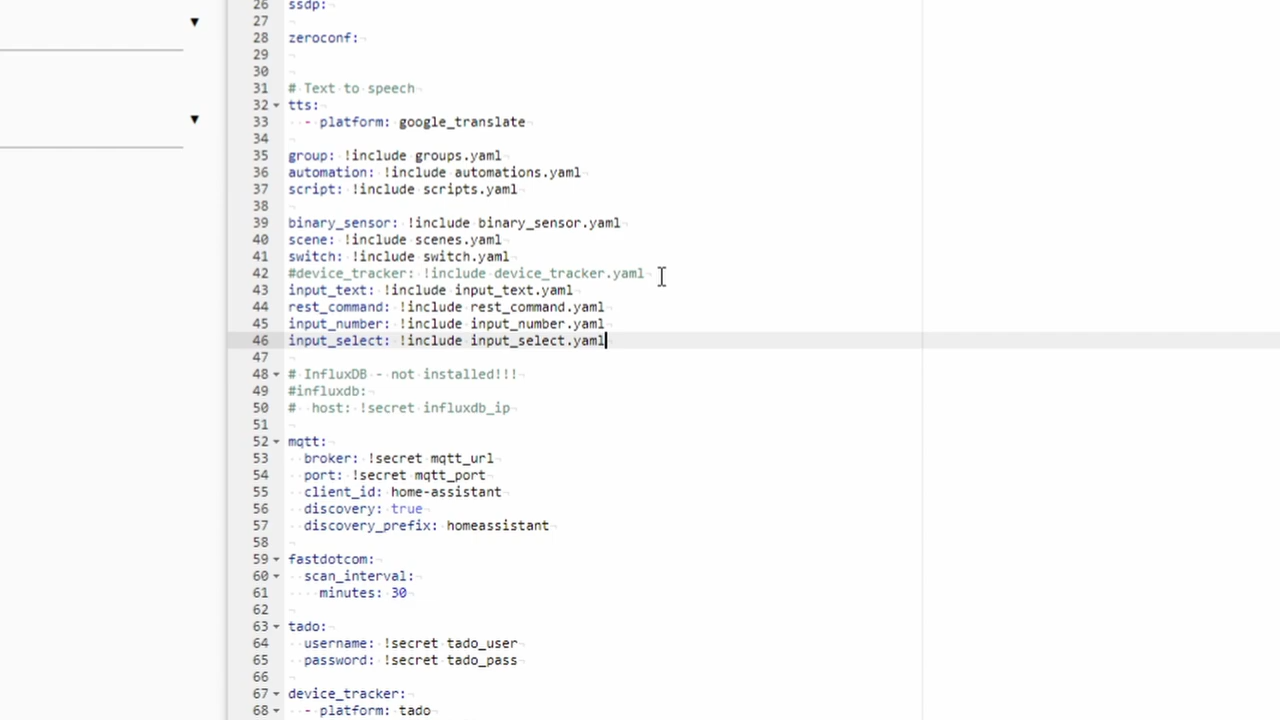 26 ssdp:
27
28 zeroconf:
29
30
31 # Text to speech
32 tts:
33   - platform: google_translate
34
35 group: !include groups.yaml
36 automation: !include automations.yaml
37 script: !include scripts.yaml
38
39 binary_sensor: !include binary_sensor.yaml
40 scene: !include scenes.yaml
41 switch: !include switch.yaml
42 #device_tracker: !include device_tracker.yaml
43 input_text: !include input_text.yaml
44 rest_command: !include rest_command.yaml
45 input_number: !include input_number.yaml
46 input_select: !include input_select.yaml
47
48 # InfluxDB - not installed!!!
49 #influxdb:
50 #  host: !secret influxdb_ip
51
52 mqtt:
53   broker: !secret mqtt_url
54   port: !secret mqtt_port
55   client_id: home-assistant
56   discovery: true
57   discovery_prefix: homeassistant
58
59 fastdotcom:
60   scan_interval:
61     minutes: 30
62
63 tado:
64   username: !secret tado_user
65   password: !secret tado_pass
66
67 device_tracker:
68   - platform: tado